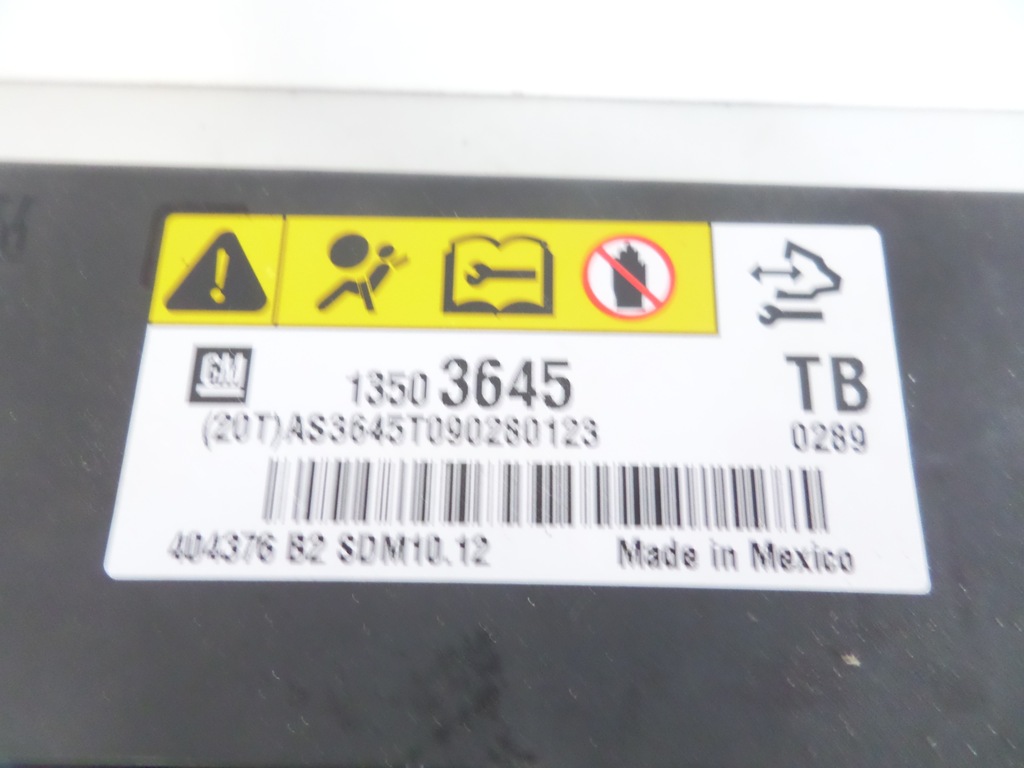 GM 1350 3645 TB
(20T)AS3645T090280123 0289
404376 B2 SDM10.12 Made in Mexico